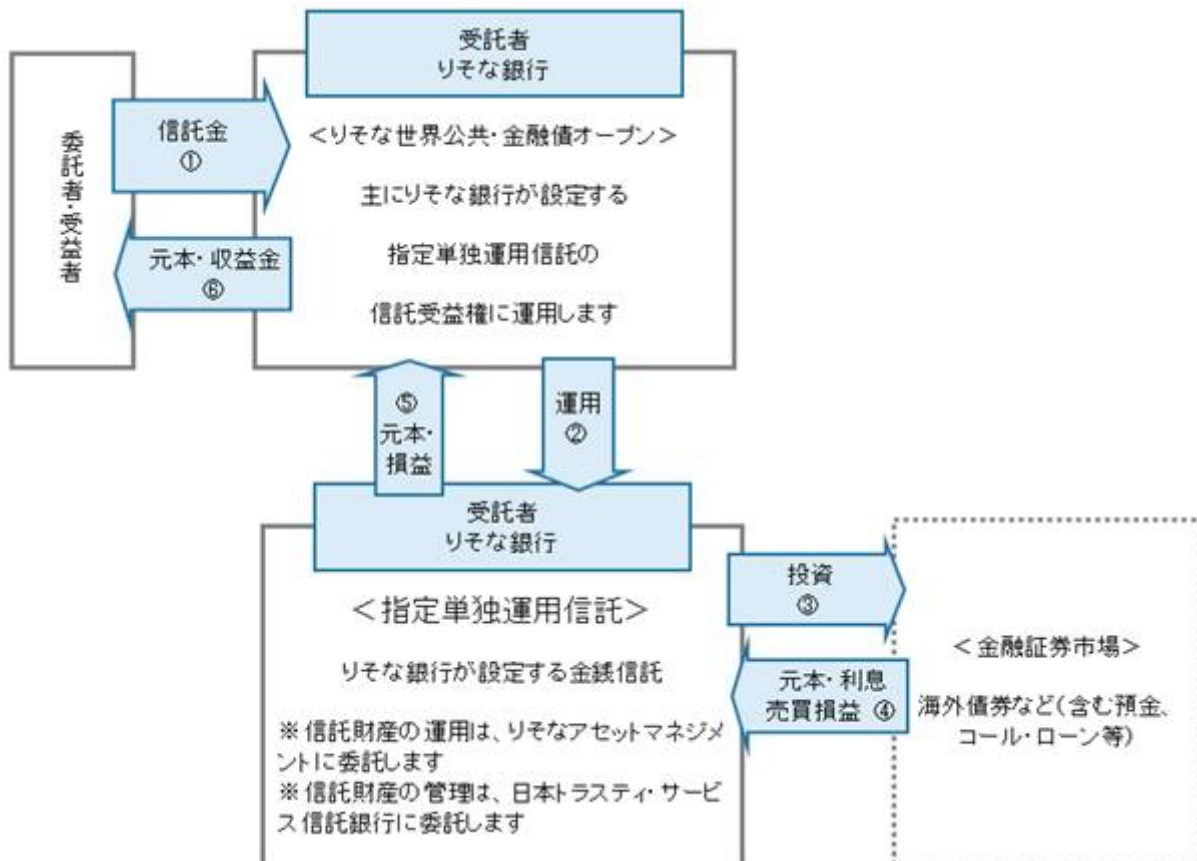 受託者
りそな銀行
委託者・受益者
信託金
①
<りそな世界公共・金融債オープン>
主にりそな銀行が設定する
指定単独運用信託の
信託受益権に運用します
元本・収益金
⑥
⑤
元本・
損益
運用
②
受託者
りそな銀行
<指定単独運用信託>
りそな銀行が設定する金銭信託
※信託財産の運用は、りそなアセットマネジメ
ントに委託します
※信託財産の管理は、日本トラスティ・サービ
ス信託銀行に委託します
投資
③
元本・利息
売買損益 ④
<金融証券市場>
海外債券など(含む預金、
コール・ローン等)